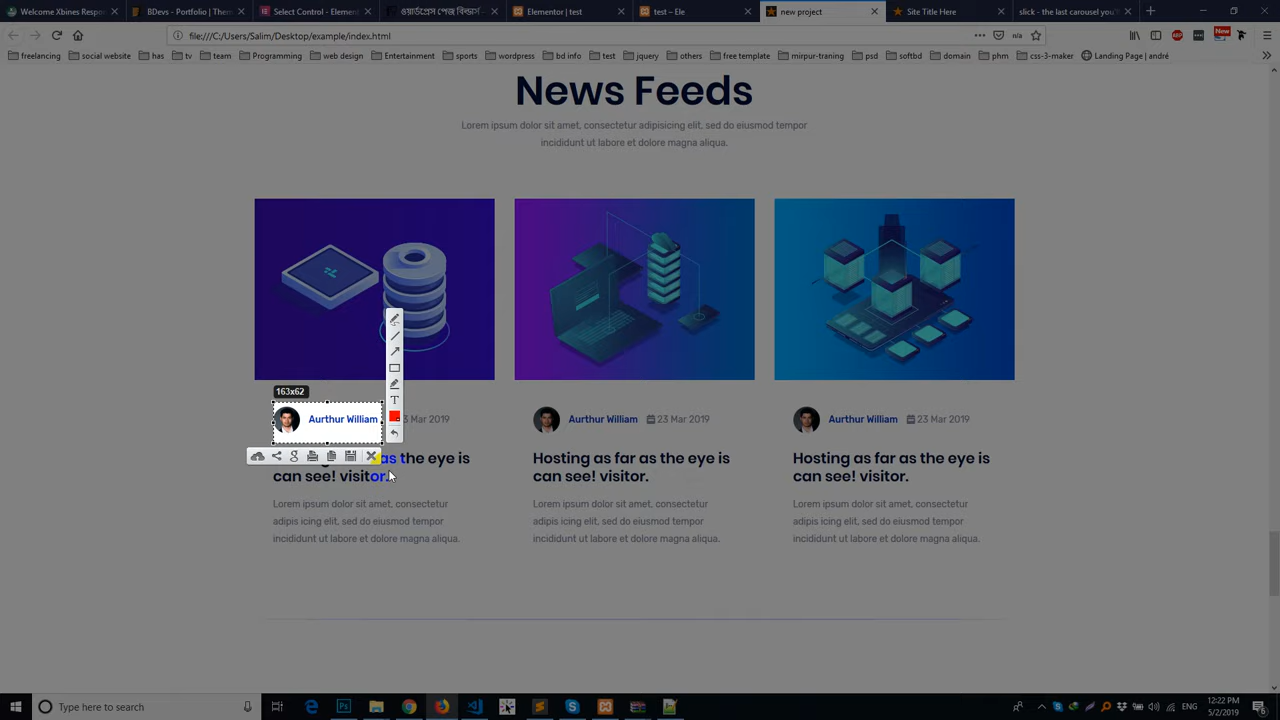 Welcome Xbines Respo
BDevs - Portfolio | Them
Select Control - Elemen
Elementor | test
test – Ele
new project
Site Title Here
slick - the last carousel you'l
file:///C:/Users/Salim/Desktop/example/index.html
New
freelancing
social website
has
tv
team
Programming
web design
Entertainment
sports
wordpress
bd info
test
jquery
others
free template
mirpur-traning
psd
softbd
domain
phm
css-3-maker
Landing Page | andré
News Feeds
Lorem ipsum dolor sit amet, consectetur adipisicing elit, sed do eiusmod tempor
incididunt ut labore et dolore magna aliqua.
163x62
T
Aurthur William
23 Mar 2019
as the eye is
can see! visitor.
Lorem ipsum dolor sit amet, consectetur
adipis icing elit, sed do eiusmod tempor
incididunt ut labore et dolore magna aliqua.
Aurthur William
23 Mar 2019
Hosting as far as the eye is
can see! visitor.
Lorem ipsum dolor sit amet, consectetur
adipis icing elit, sed do eiusmod tempor
incididunt ut labore et dolore magna aliqua.
Aurthur William
23 Mar 2019
Hosting as far as the eye is
can see! visitor.
Lorem ipsum dolor sit amet, consectetur
adipis icing elit, sed do eiusmod tempor
incididunt ut labore et dolore magna aliqua.
Type here to search
ENG
12:22 PM
5/2/2019